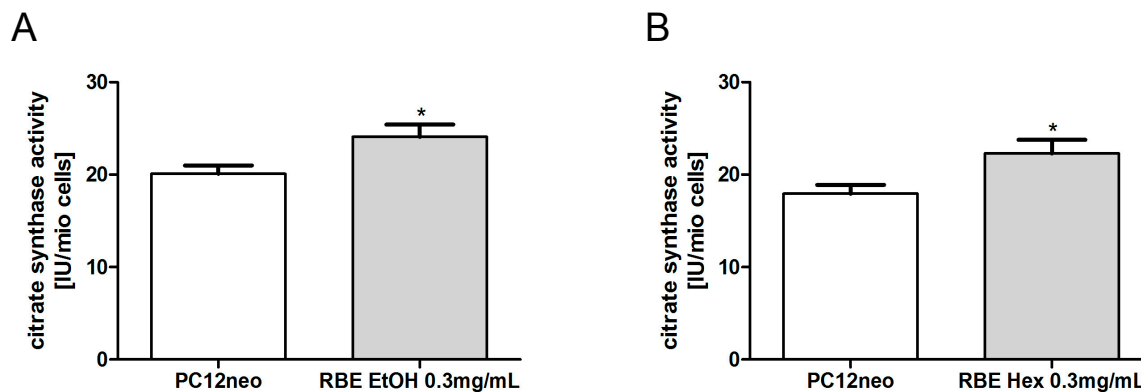 A
citrate synthase activity
[IU/mio cells]
30
20
10
0
*
PC12neo
RBE EtOH 0.3mg/mL
B
citrate synthase activity
[IU/mio cells]
30
20
10
0
*
PC12neo
RBE Hex 0.3mg/mL